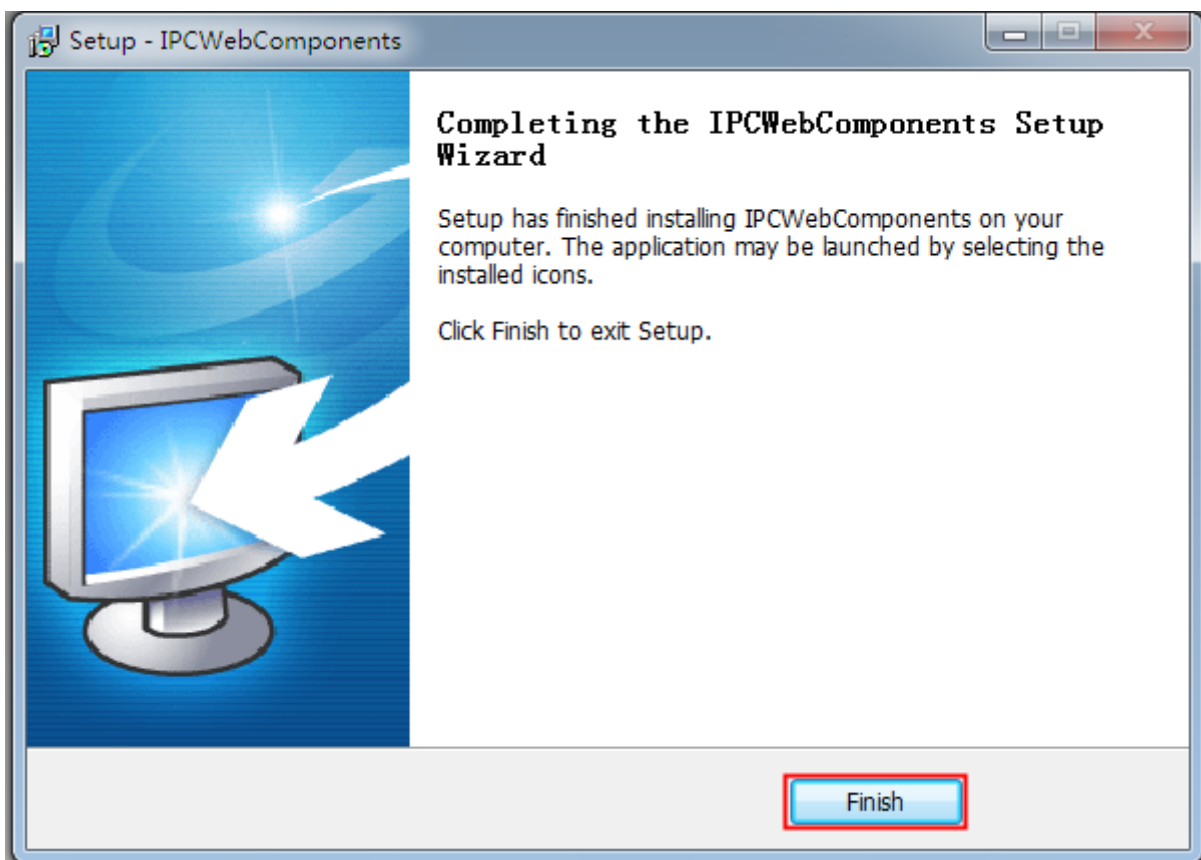 Setup - IPCWebComponents
Completing the IPCWebComponents Setup
Wizard
Setup has finished installing IPCWebComponents on your
computer. The application may be launched by selecting the
installed icons.
Click Finish to exit Setup.
Finish